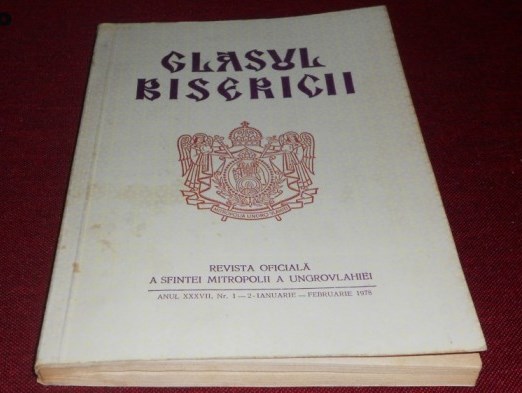 GLASUL
BISERICII
REVISTA OFICIALĂ
A SFINTEI MITROPOLII A UNGROVLAHIEI
ANUL XXXVII, Nr. 1—2-IANUARIE—FEBRUARIE 1978